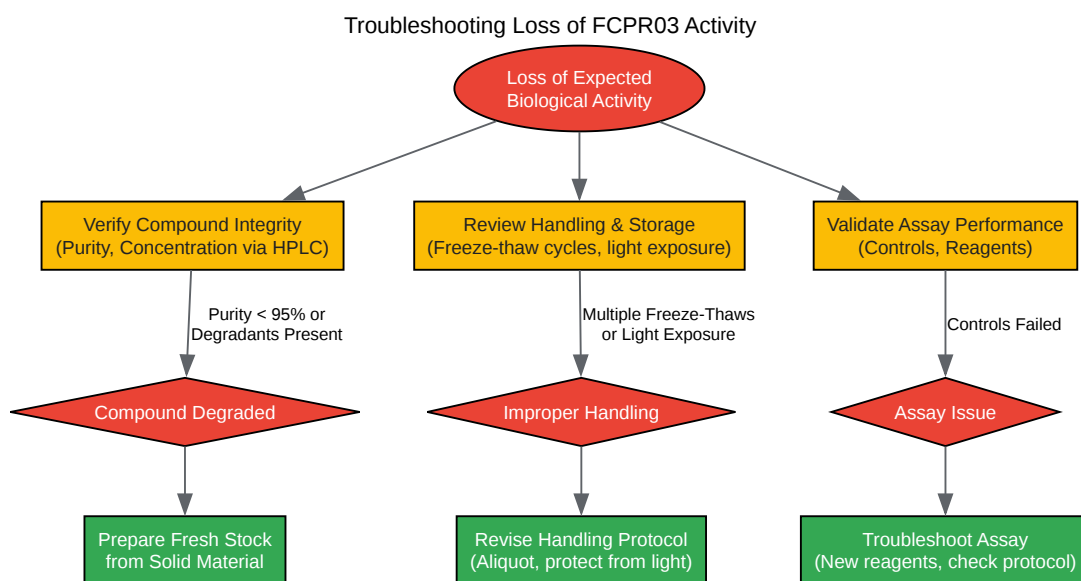 Troubleshooting Loss of FCPR03 Activity
Loss of Expected
Biological Activity
Verify Compound Integrity
(Purity, Concentration via HPLC)
Review Handling & Storage
(Freeze-thaw cycles, light exposure)
Validate Assay Performance
(Controls, Reagents)
Purity < 95% or
Degradants Present
Multiple Freeze-Thaws
or Light Exposure
Controls Failed
Compound Degraded
Improper Handling
Assay Issue
Prepare Fresh Stock
from Solid Material
Revise Handling Protocol
(Aliquot, protect from light)
Troubleshoot Assay
(New reagents, check protocol)